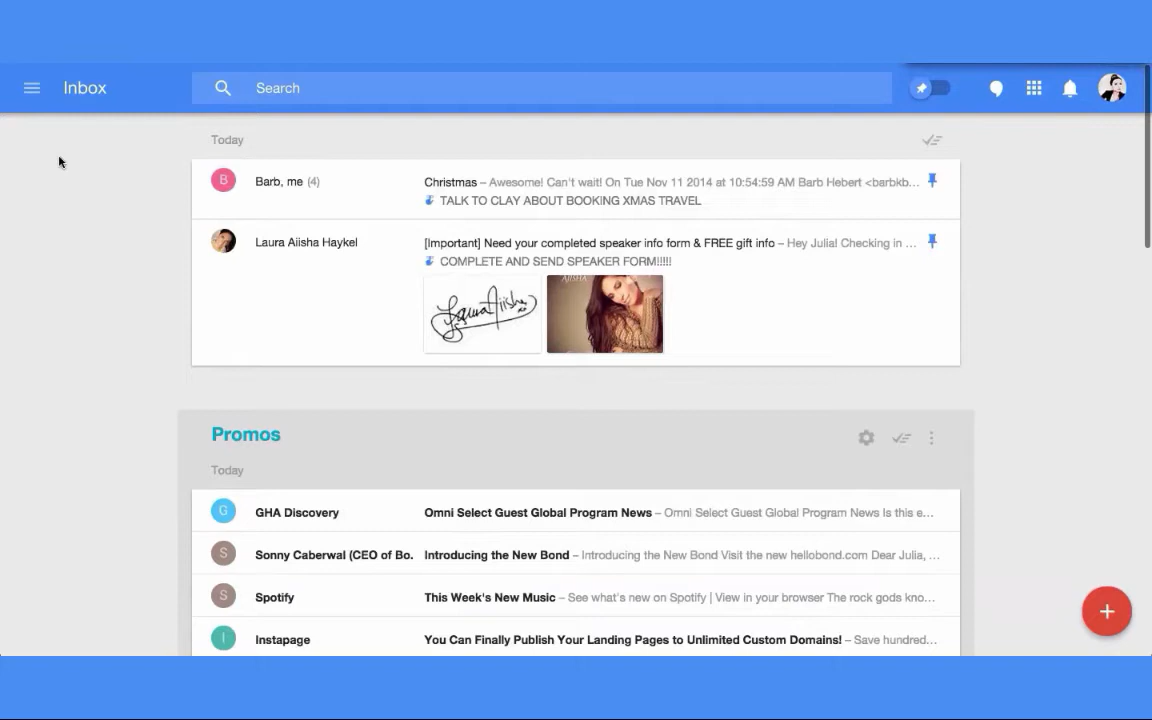 Inbox
Search
Today
B
Barb, me (4)
Christmas – Awesome! Can't wait! On Tue Nov 11 2014 at 10:54:59 AM Barb Hebert <barbkb...
TALK TO CLAY ABOUT BOOKING XMAS TRAVEL
Laura Aiisha Haykel
[Important] Need your completed speaker info form & FREE gift info – Hey Julia! Checking in ...
COMPLETE AND SEND SPEAKER FORM!!!!!
Laura Aiisha
AIISHA
Promos
Today
G
GHA Discovery
Omni Select Guest Global Program News – Omni Select Guest Global Program News Is this e...
S
Sonny Caberwal (CEO of Bo.
Introducing the New Bond – Introducing the New Bond Visit the new hellobond.com Dear Julia, ...
S
Spotify
This Week's New Music – See what's new on Spotify | View in your browser The rock gods kno...
I
Instapage
You Can Finally Publish Your Landing Pages to Unlimited Custom Domains! – Save hundred...